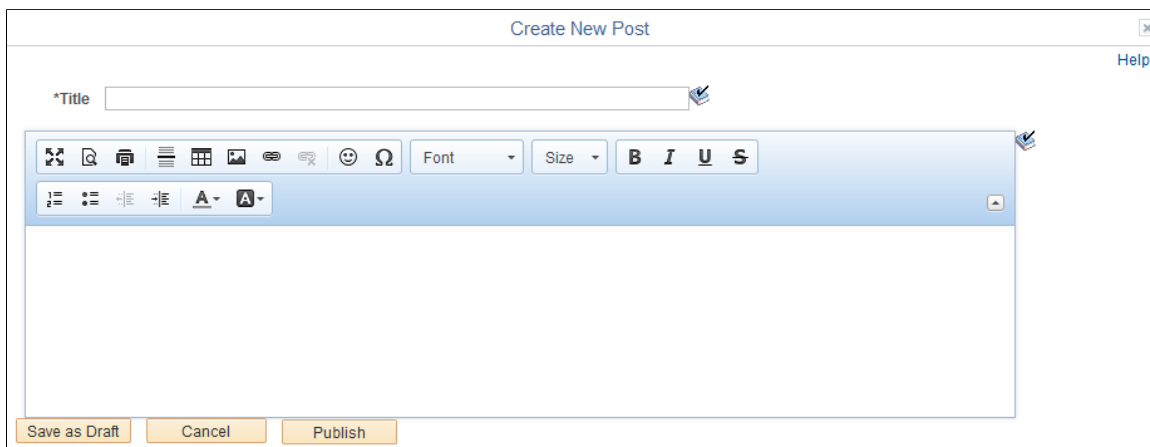 Create New Post
Help
*Title
Font Size B I U S
A A
Save as Draft Cancel Publish